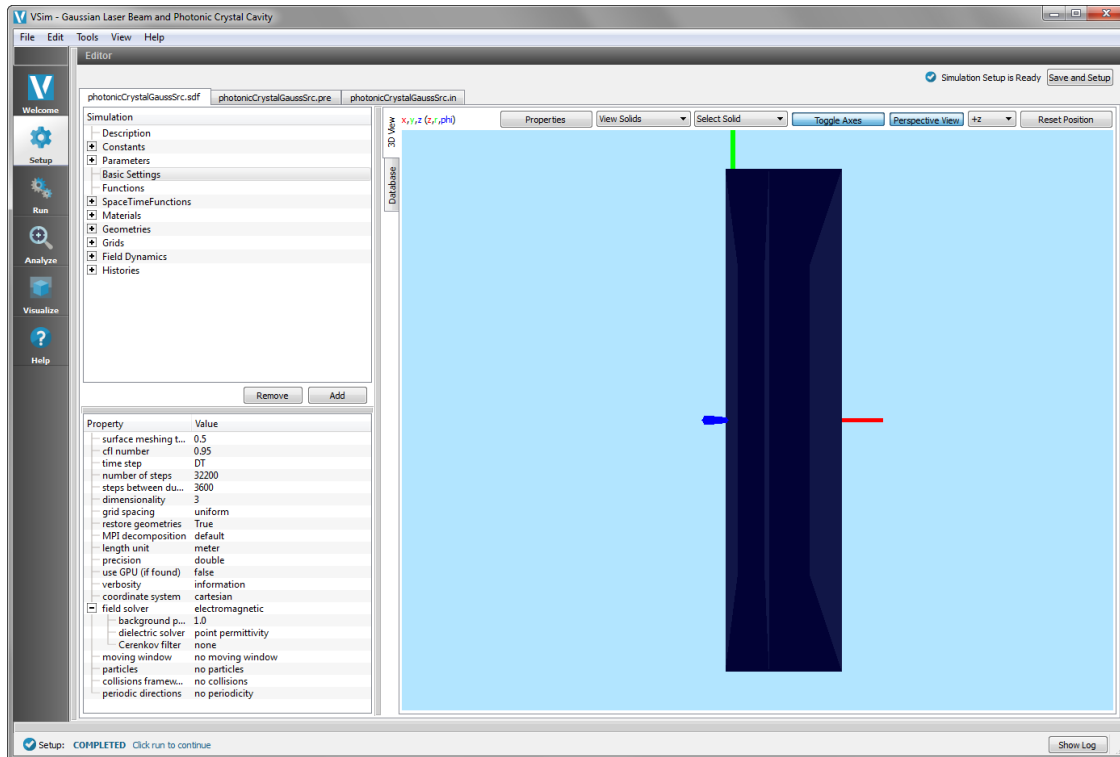 VSim - Gaussian Laser Beam and Photonic Crystal Cavity
File Edit Tools View Help
Editor
Simulation Setup is Ready Save and Setup
photonicCrystalGaussSrc.sdf photonicCrystalGaussSrc.pre photonicCrystalGaussSrc.in
Welcome
Setup
Run
Analyze
Visualize
Help
Simulation
Description
Constants
Parameters
Basic Settings
Functions
SpaceTimeFunctions
Materials
Geometries
Grids
Field Dynamics
Histories
Remove Add
Property Value
surface meshing t... 0.5
cfl number 0.95
time step DT
number of steps 32200
steps between du... 3600
dimensionality 3
grid spacing uniform
restore geometries True
MPI decomposition default
length unit meter
precision double
use GPU (if found) false
verbosity information
coordinate system cartesian
field solver electromagnetic
background p... 1.0
dielectric solver point permittivity
Cerenkov filter none
moving window no moving window
particles no particles
collisions framew... no collisions
periodic directions no periodicity
3D View
Database
x,y,z (z,r,phi) Properties View Solids Select Solid Toggle Axes Perspective View +z Reset Position
Setup: COMPLETED Click run to continue
Show Log